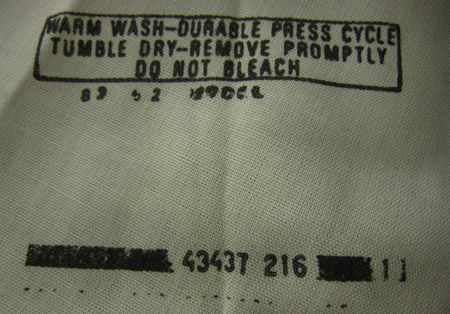 WARM WASH-DURABLE PRESS CYCLE
TUMBLE DRY-REMOVE PROMPTLY
DO NOT BLEACH
43437 216